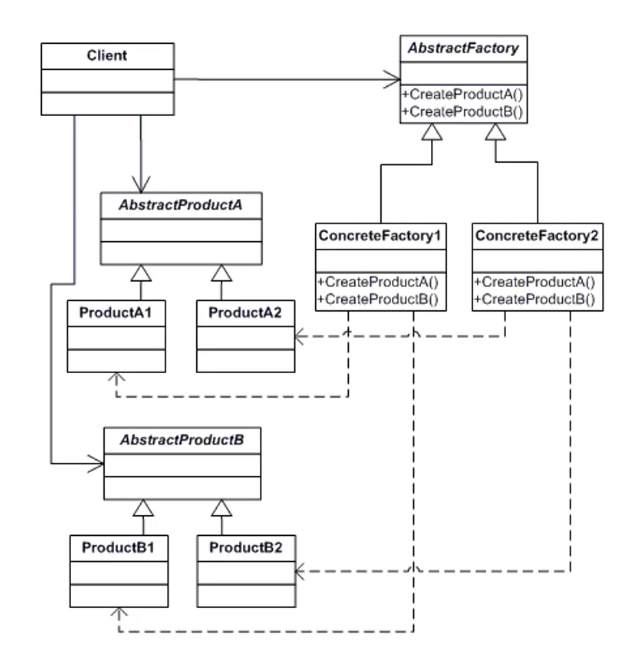 Client
AbstractFactory
+CreateProductA()
+CreateProductB()
AbstractProductA
ConcreteFactory1
+CreateProductA()
+CreateProductB()
ConcreteFactory2
+CreateProductA()
+CreateProductB()
ProductA1
ProductA2
AbstractProductB
ProductB1
ProductB2